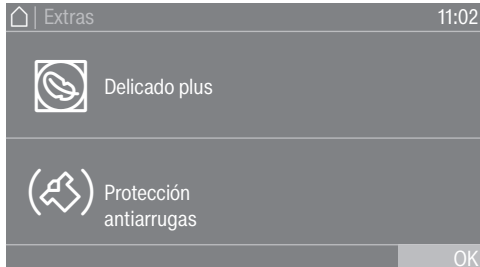 | Extras 11:02
Delicado plus
Protección
antiarrugas
OK